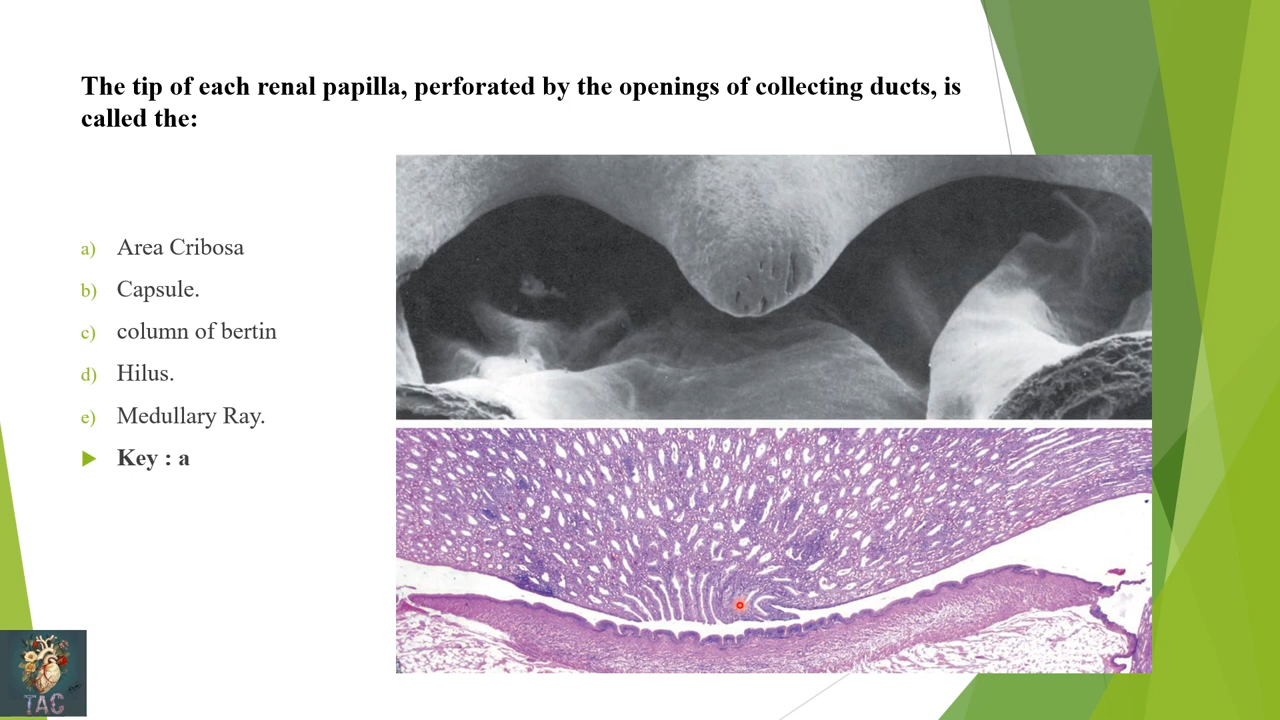 The tip of each renal papilla, perforated by the openings of collecting ducts, is
called the:
a) Area Cribosa
b) Capsule.
c) column of bertin
d) Hilus.
e) Medullary Ray.
Key : a
TAC